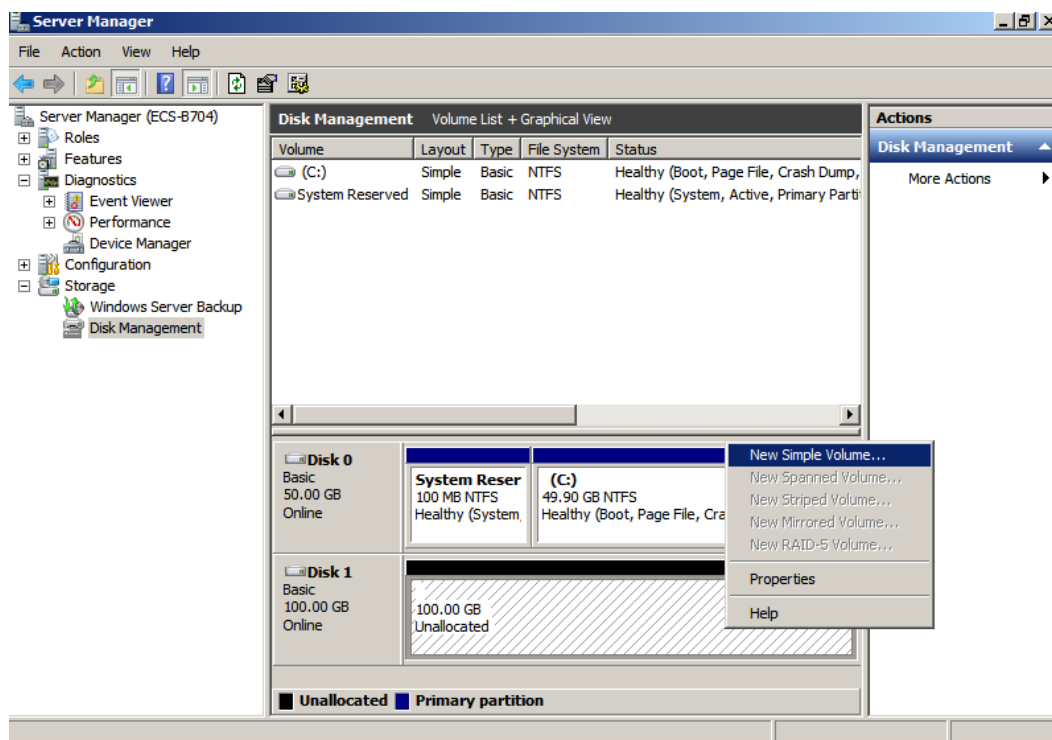 Server Manager
File Action View Help
Server Manager (ECS-B704)
Roles
Features
Diagnostics
Event Viewer
Performance
Device Manager
Configuration
Storage
Windows Server Backup
Disk Management
Disk Management Volume List + Graphical View
Volume Layout Type File System Status
(C:) Simple Basic NTFS Healthy (Boot, Page File, Crash Dump,
System Reserved Simple Basic NTFS Healthy (System, Active, Primary Parti
Disk 0
Basic
50.00 GB
Online
System Reser
100 MB NTFS
Healthy (System,
(C:)
49.90 GB NTFS
Healthy (Boot, Page File, Cra
Disk 1
Basic
100.00 GB
Online
100.00 GB
Unallocated
Unallocated Primary partition
New Simple Volume...
New Spanned Volume...
New Striped Volume...
New Mirrored Volume...
New RAID-5 Volume...
Properties
Help
Actions
Disk Management
More Actions